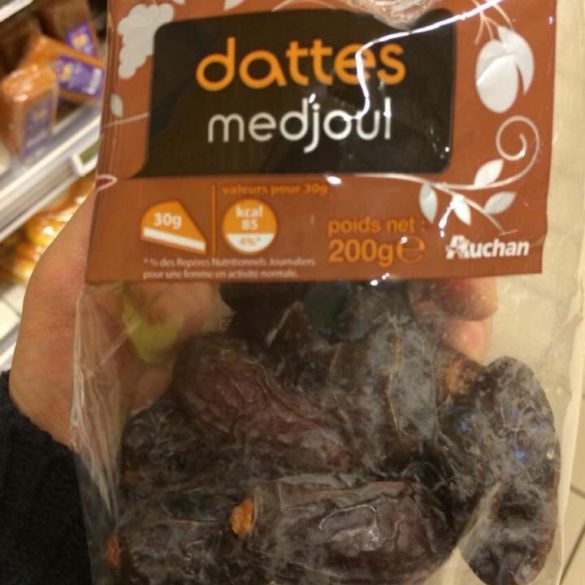 dattes
medjoul
valeurs pour 30g
30g
kcal
85
4%*
poids net :
200g℮
Auchan
* % des Repères Nutritionnels Journaliers
pour une femme en activité normale.